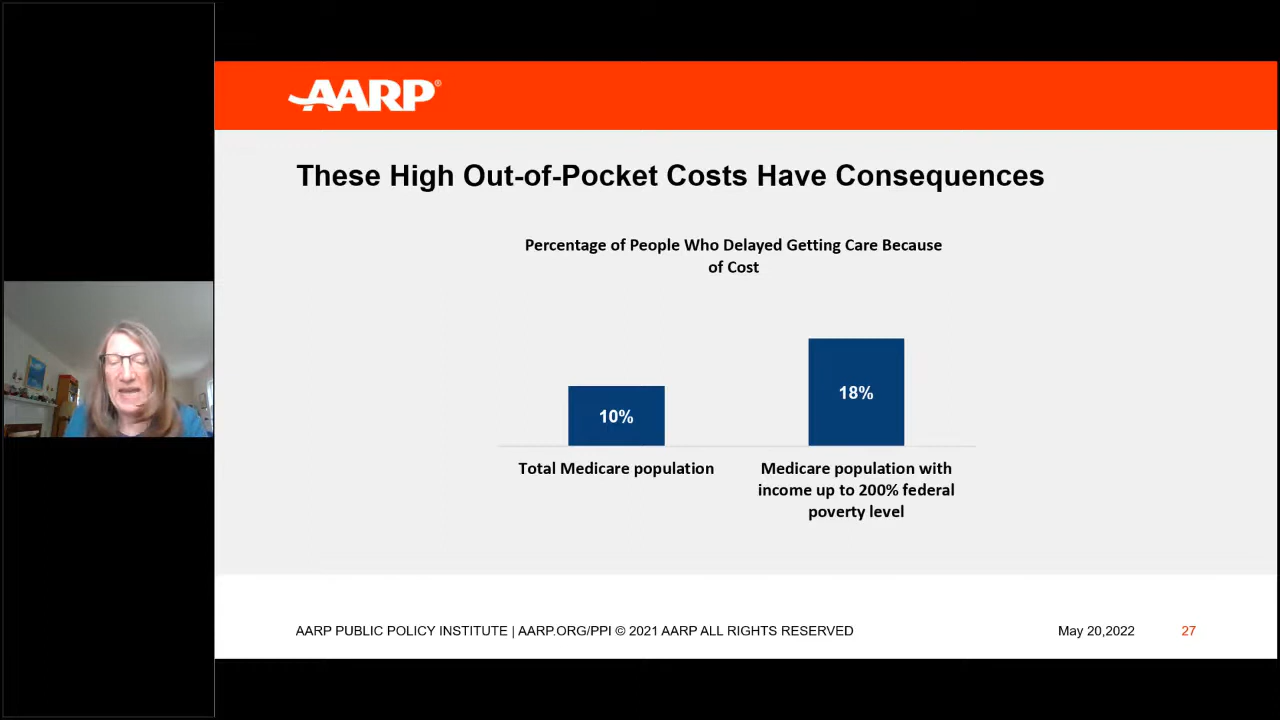 AARP®
These High Out-of-Pocket Costs Have Consequences
Percentage of People Who Delayed Getting Care Because
of Cost
10%
18%
Total Medicare population
Medicare population with
income up to 200% federal
poverty level
AARP PUBLIC POLICY INSTITUTE | AARP.ORG/PPI © 2021 AARP ALL RIGHTS RESERVED
May 20,2022
27